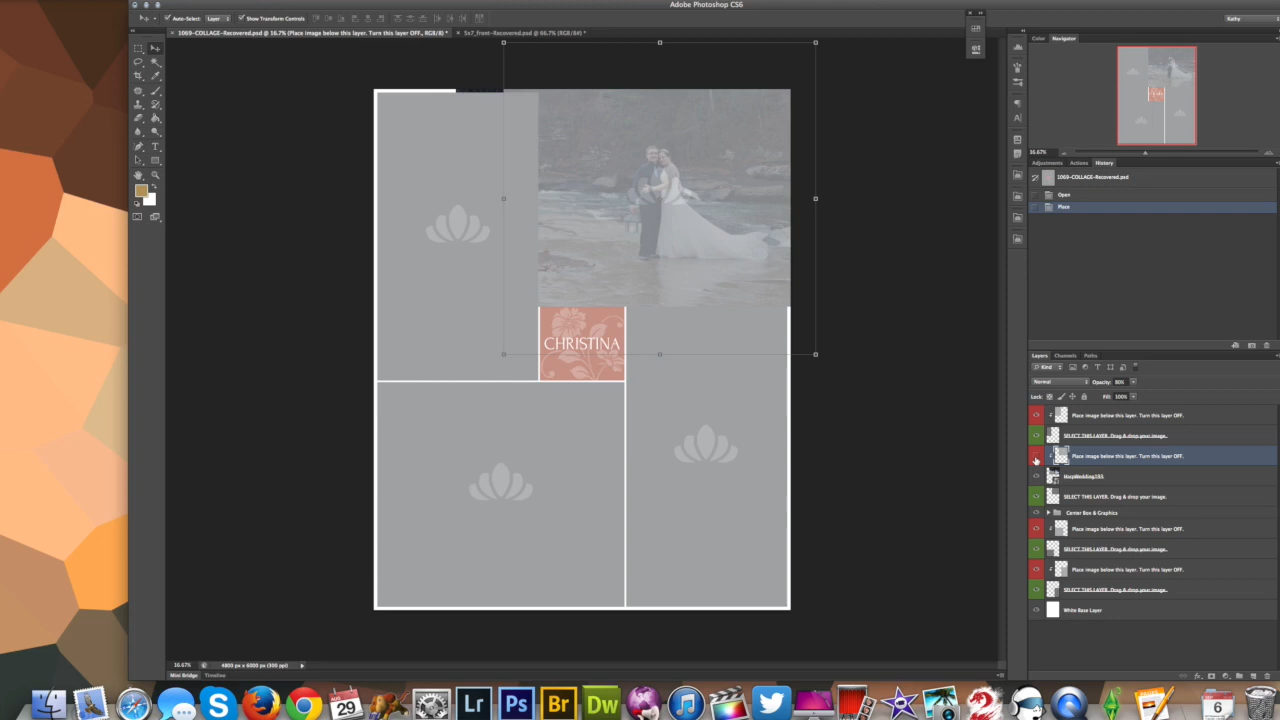 Adobe Photoshop CS6
Auto-Select: Layer Show Transform Controls
Kathy
1069-COLLAGE-Recovered.psd @ 16.7% (Place image below this layer. Turn this layer OFF., RGB/8) *
5x7_front-Recovered.psd @ 66.7% (RGB/8#) *
Color Navigator
16.67%
Adjustments Actions History
1069-COLLAGE-Recovered.psd
Open
Place
CHRISTINA
Layers Channels Paths
Kind
Normal Opacity: 80%
Lock: Fill: 100%
Place image below this layer. Turn this layer OFF.
SELECT THIS LAYER. Drag & drop your image.
Place image below this layer. Turn this layer OFF.
SELECT THIS LAYER. Drag & drop your image.
Center Box & Graphics
Place image below this layer. Turn this layer OFF.
SELECT THIS LAYER. Drag & drop your image.
Place image below this layer. Turn this layer OFF.
SELECT THIS LAYER. Drag & drop your image.
White Base Layer
16.67% 4800 px x 6000 px (300 ppi)
Mini Bridge Timeline
AUG
29
Lr
Ps
Br
Dw
6